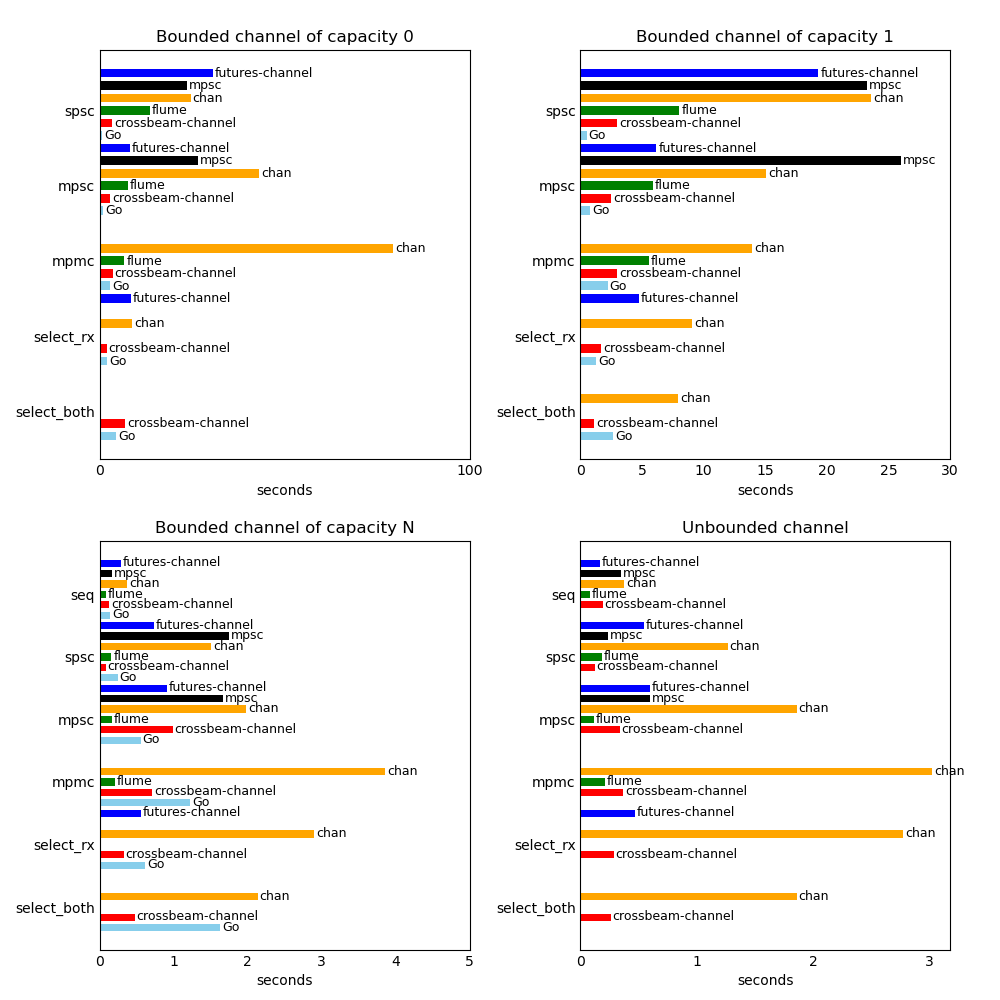 Bounded channel of capacity 0
futures-channel
mpsc
chan
spsc
flume
crossbeam-channel
Go
futures-channel
mpsc
chan
mpsc
flume
crossbeam-channel
Go
chan
mpmc
flume
crossbeam-channel
Go
futures-channel
chan
select_rx
crossbeam-channel
Go
select_both
crossbeam-channel
Go
0 100
seconds
Bounded channel of capacity 1
futures-channel
mpsc
chan
spsc
flume
crossbeam-channel
Go
futures-channel
mpsc
chan
mpsc
flume
crossbeam-channel
Go
chan
mpmc
flume
crossbeam-channel
Go
futures-channel
chan
select_rx
crossbeam-channel
Go
chan
select_both
crossbeam-channel
Go
0 5 10 15 20 25 30
seconds
Bounded channel of capacity N
futures-channel
mpsc
chan
seq
flume
crossbeam-channel
Go
futures-channel
mpsc
chan
spsc
flume
crossbeam-channel
Go
futures-channel
mpsc
chan
mpsc
flume
crossbeam-channel
Go
chan
mpmc
flume
crossbeam-channel
Go
futures-channel
chan
select_rx
crossbeam-channel
Go
chan
select_both
crossbeam-channel
Go
0 1 2 3 4 5
seconds
Unbounded channel
futures-channel
mpsc
chan
seq
flume
crossbeam-channel
futures-channel
mpsc
chan
spsc
flume
crossbeam-channel
futures-channel
mpsc
chan
mpsc
flume
crossbeam-channel
chan
mpmc
flume
crossbeam-channel
futures-channel
chan
select_rx
crossbeam-channel
chan
select_both
crossbeam-channel
0 1 2 3
seconds